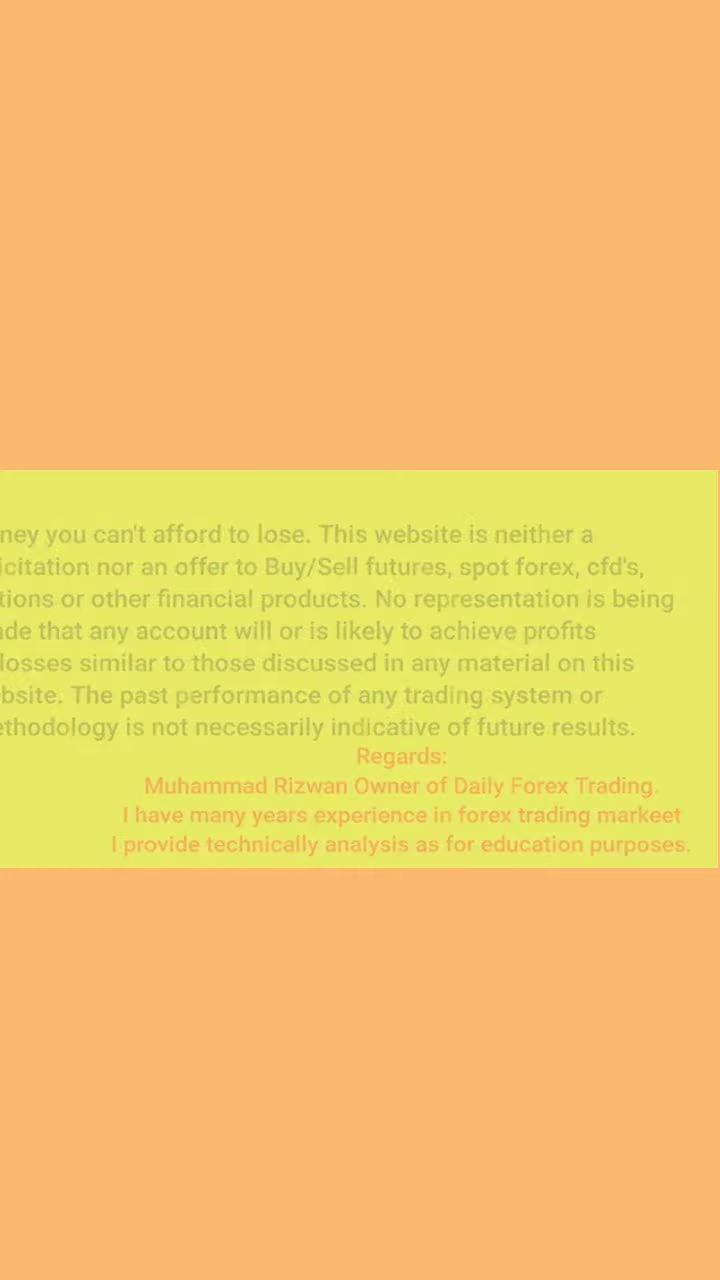 ney you can't afford to lose. This website is neither a
icitation nor an offer to Buy/Sell futures, spot forex, cfd's,
tions or other financial products. No representation is being
de that any account will or is likely to achieve profits
losses similar to those discussed in any material on this
bsite. The past performance of any trading system or
ethodology is not necessarily indicative of future results.
Regards:
Muhammad Rizwan Owner of Daily Forex Trading.
I have many years experience in forex trading markeet
I provide technically analysis as for education purposes.